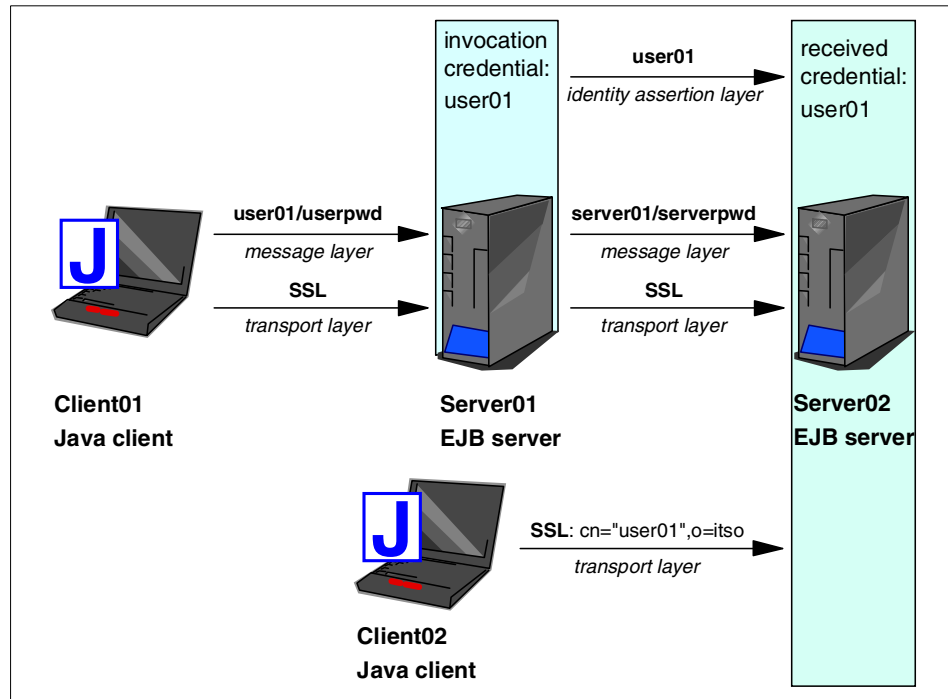 invocation
credential:
user01
user01
identity assertion layer
received
credential:
user01
J
user01/userpwd
message layer
SSL
transport layer
server01/serverpwd
message layer
SSL
transport layer
Client01
Java client
Server01
EJB server
Server02
EJB server
J
SSL: cn="user01",o=itso
transport layer
Client02
Java client